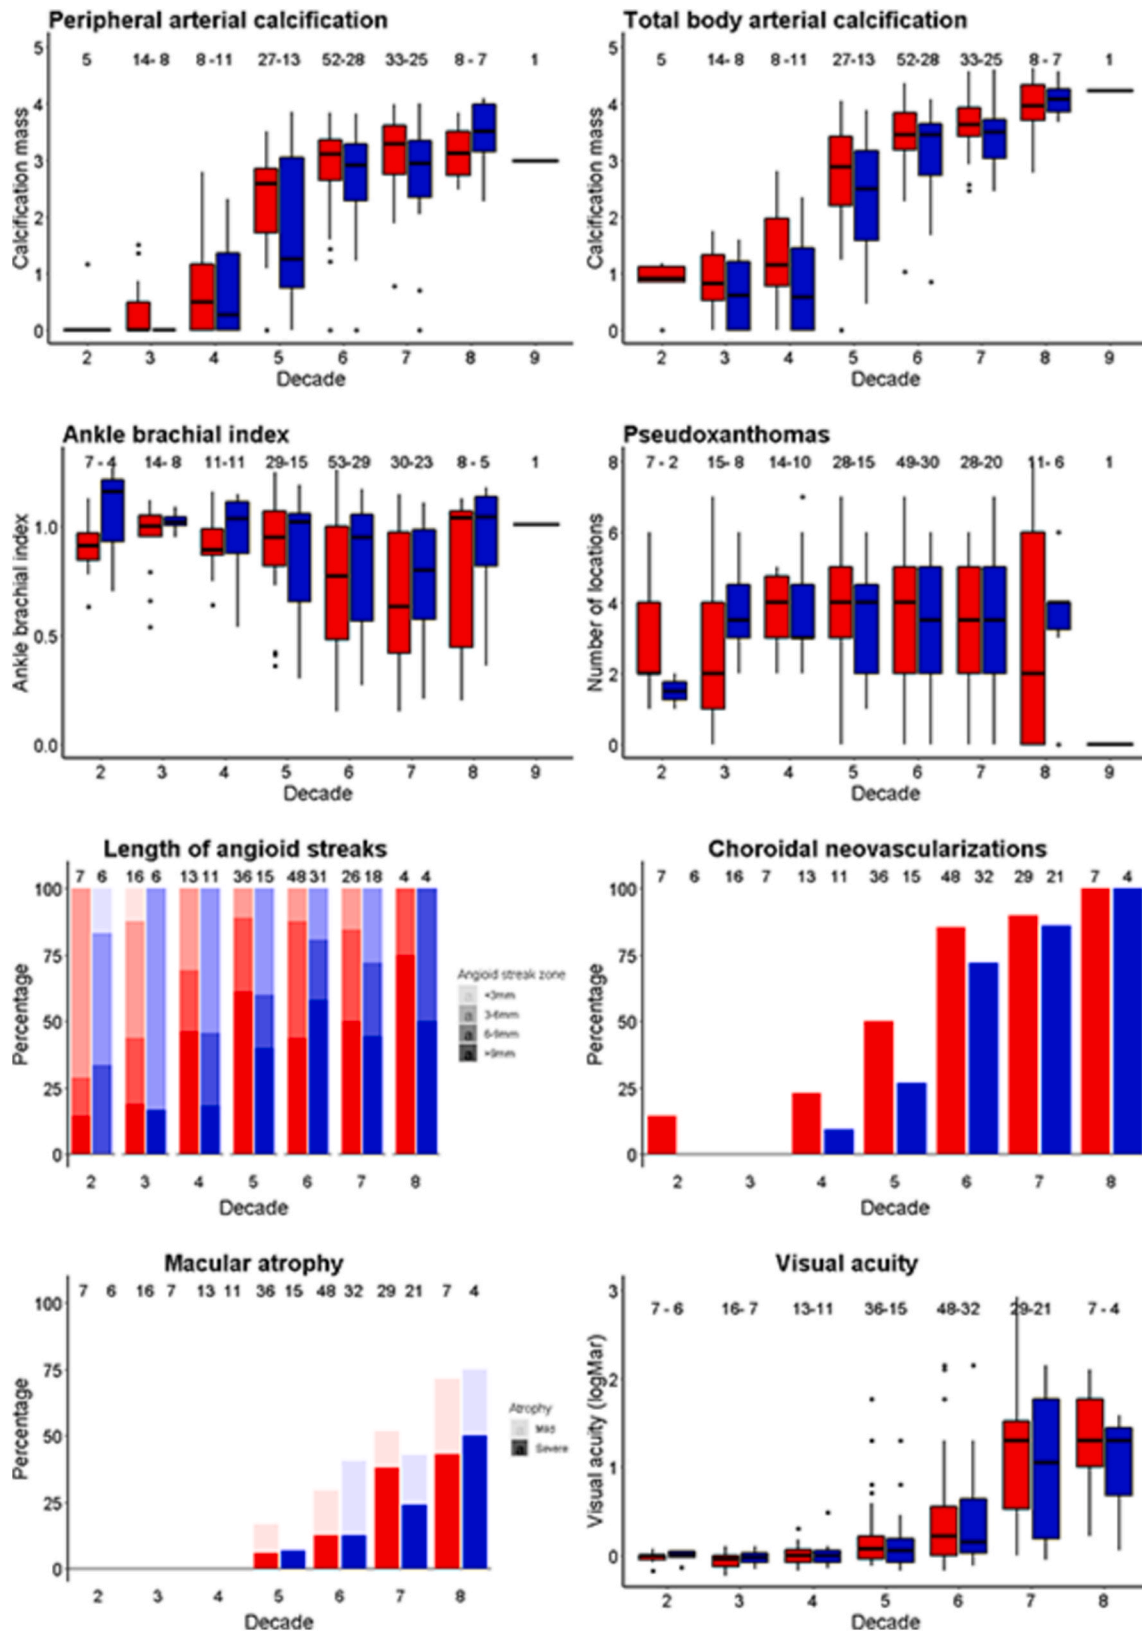 Peripheral arterial calcification
5 14- 8 8 -11 27-13 52-28 33-25 8 - 7 1
Calcification mass
5
4
3
2
1
0
2 3 4 5 6 7 8 9
Decade
Total body arterial calcification
5 14- 8 8 -11 27-13 52-28 33-25 8 - 7 1
Calcification mass
5
4
3
2
1
0
2 3 4 5 6 7 8 9
Decade
Ankle brachial index
7 - 4 14- 8 11-11 29-15 53-29 30-23 8 - 5 1
Ankle brachial index
1.0
0.5
0.0
2 3 4 5 6 7 8 9
Decade
Pseudoxanthomas
7 - 2 15- 8 14-10 28-15 49-30 28-20 11- 6 1
Number of locations
8
6
4
2
0
2 3 4 5 6 7 8 9
Decade
Length of angioid streaks
7 6 16 6 13 11 36 15 48 31 26 18 4 4
Percentage
100
75
50
25
0
2 3 4 5 6 7 8
Decade
Angioid streak zone
<3mm
3-6mm
6-9mm
>9mm
Choroidal neovascularizations
7 6 16 7 13 11 36 15 48 32 29 21 7 4
Percentage
100
75
50
25
0
2 3 4 5 6 7 8
Decade
Macular atrophy
7 6 16 7 13 11 36 15 48 32 29 21 7 4
Percentage
100
75
50
25
0
2 3 4 5 6 7 8
Decade
Atrophy
Mild
Severe
Visual acuity
7 - 6 16- 7 13-11 36-15 48-32 29-21 7 - 4
Visual acuity (logMar)
3
2
1
0
2 3 4 5 6 7 8
Decade